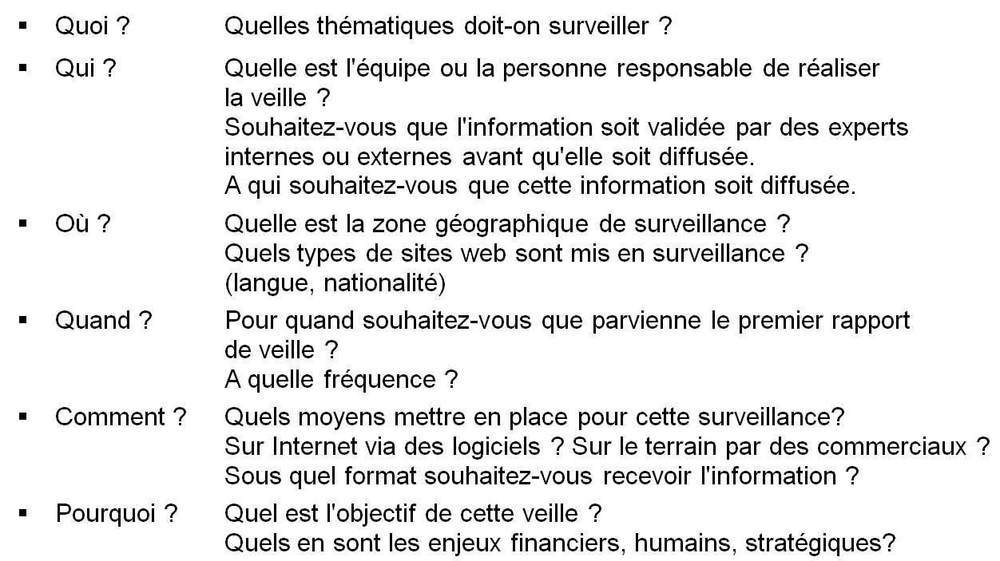 ▪ Quoi ? Quelles thématiques doit-on surveiller ?
▪ Qui ? Quelle est l'équipe ou la personne responsable de réaliser
la veille ?
Souhaitez-vous que l'information soit validée par des experts
internes ou externes avant qu'elle soit diffusée.
A qui souhaitez-vous que cette information soit diffusée.
▪ Où ? Quelle est la zone géographique de surveillance ?
Quels types de sites web sont mis en surveillance ?
(langue, nationalité)
▪ Quand ? Pour quand souhaitez-vous que parvienne le premier rapport
de veille ?
A quelle fréquence ?
▪ Comment ? Quels moyens mettre en place pour cette surveillance?
Sur Internet via des logiciels ? Sur le terrain par des commerciaux ?
Sous quel format souhaitez-vous recevoir l'information ?
▪ Pourquoi ? Quel est l'objectif de cette veille ?
Quels en sont les enjeux financiers, humains, stratégiques?